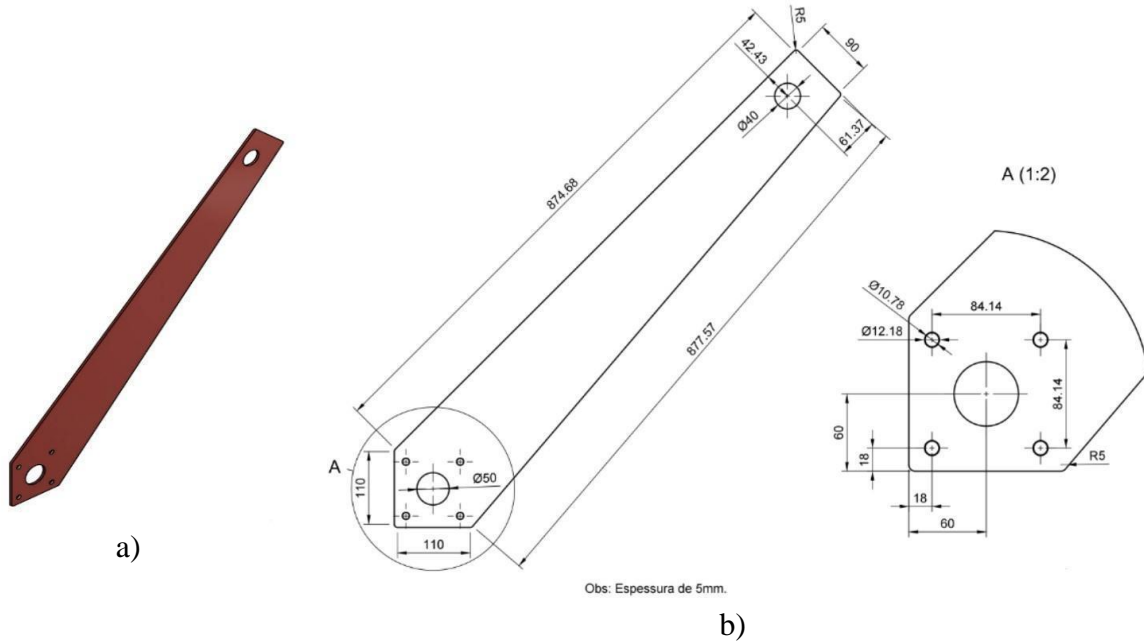 R5
90
42.43
Ø40
61.37
874.68
877.57
A
110
Ø50
110
A (1:2)
Ø10.78
84.14
Ø12.18
84.14
60
18
R5
18
60
Obs: Espessura de 5mm.
a)
b)